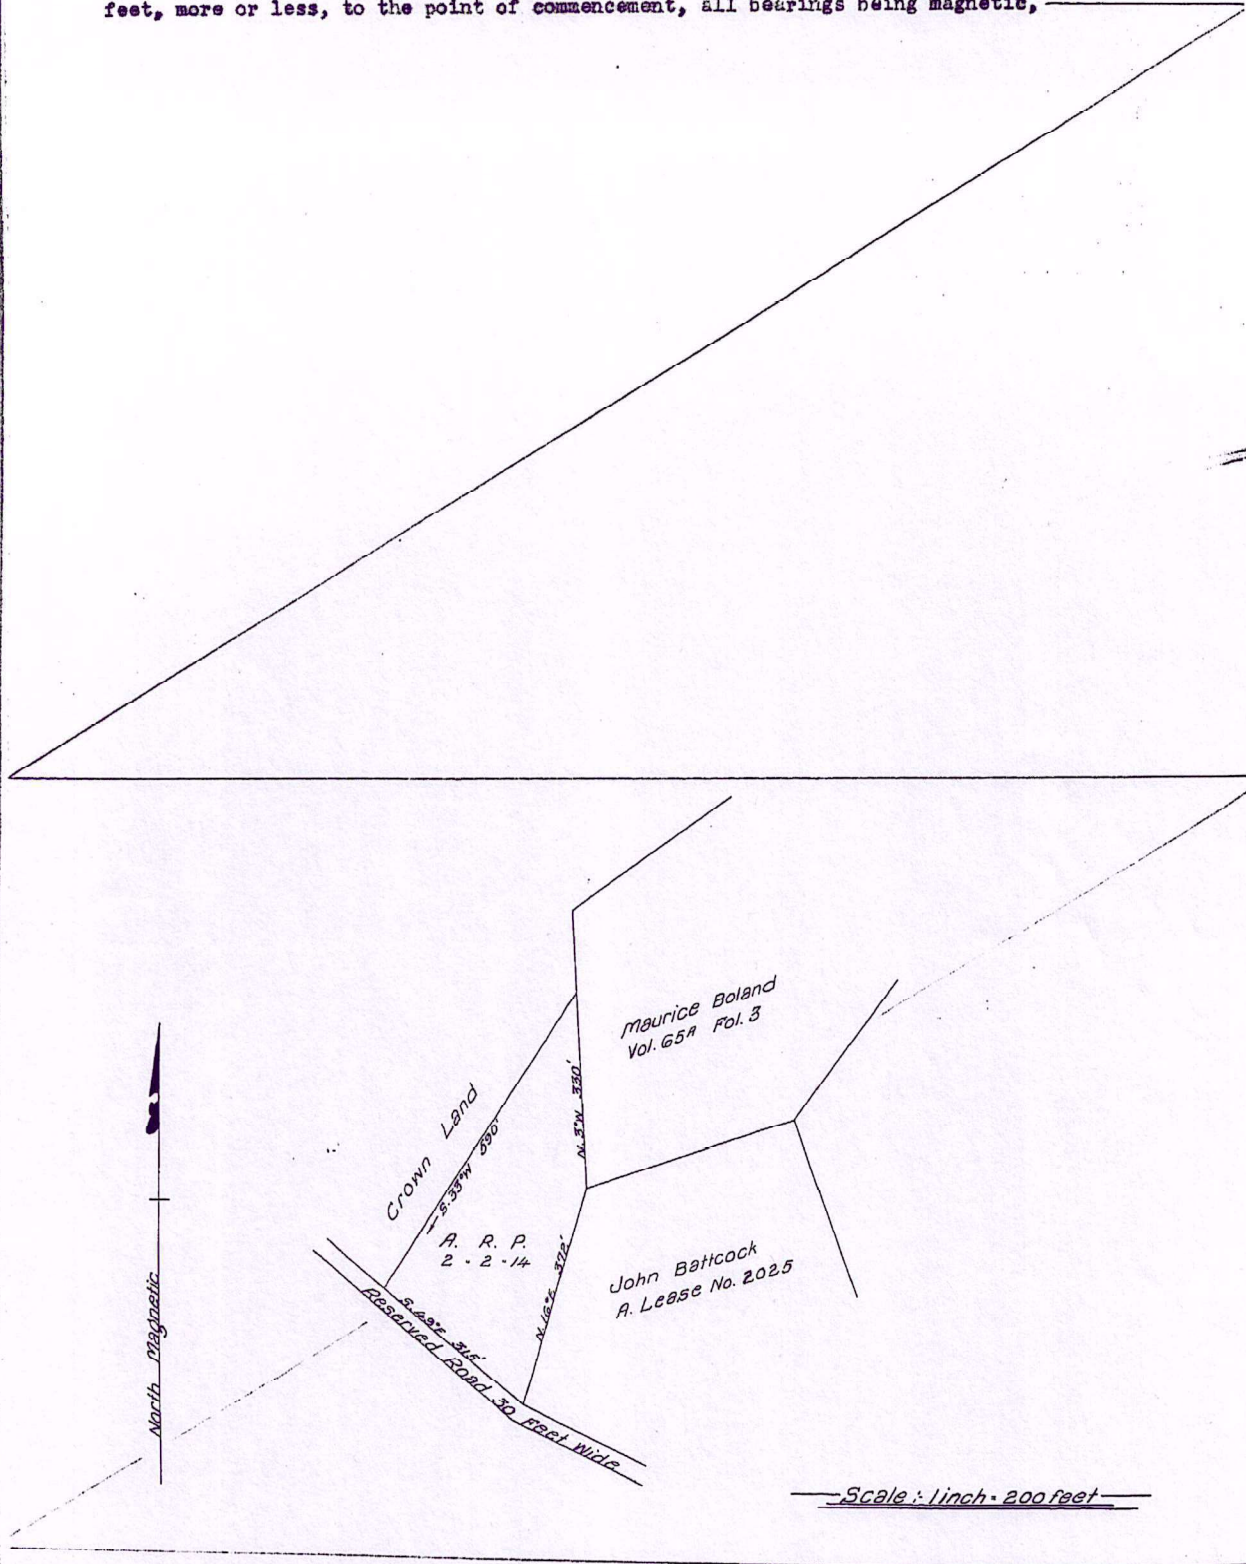 feet, more or less, to the point of commencement, all bearings being magnetic,
Maurice Boland
Vol. 65A Fol. 3
N. 3°W 330'
Crown Land
S. 33°W 590'
A. R. P.
2 - 2 - 14
N. 16°E 372'
John Battcock
A. Lease No. 2025
S. 49°E 315'
Reserved Road 30 Feet Wide
North Magnetic
Scale :- 1 inch - 200 feet